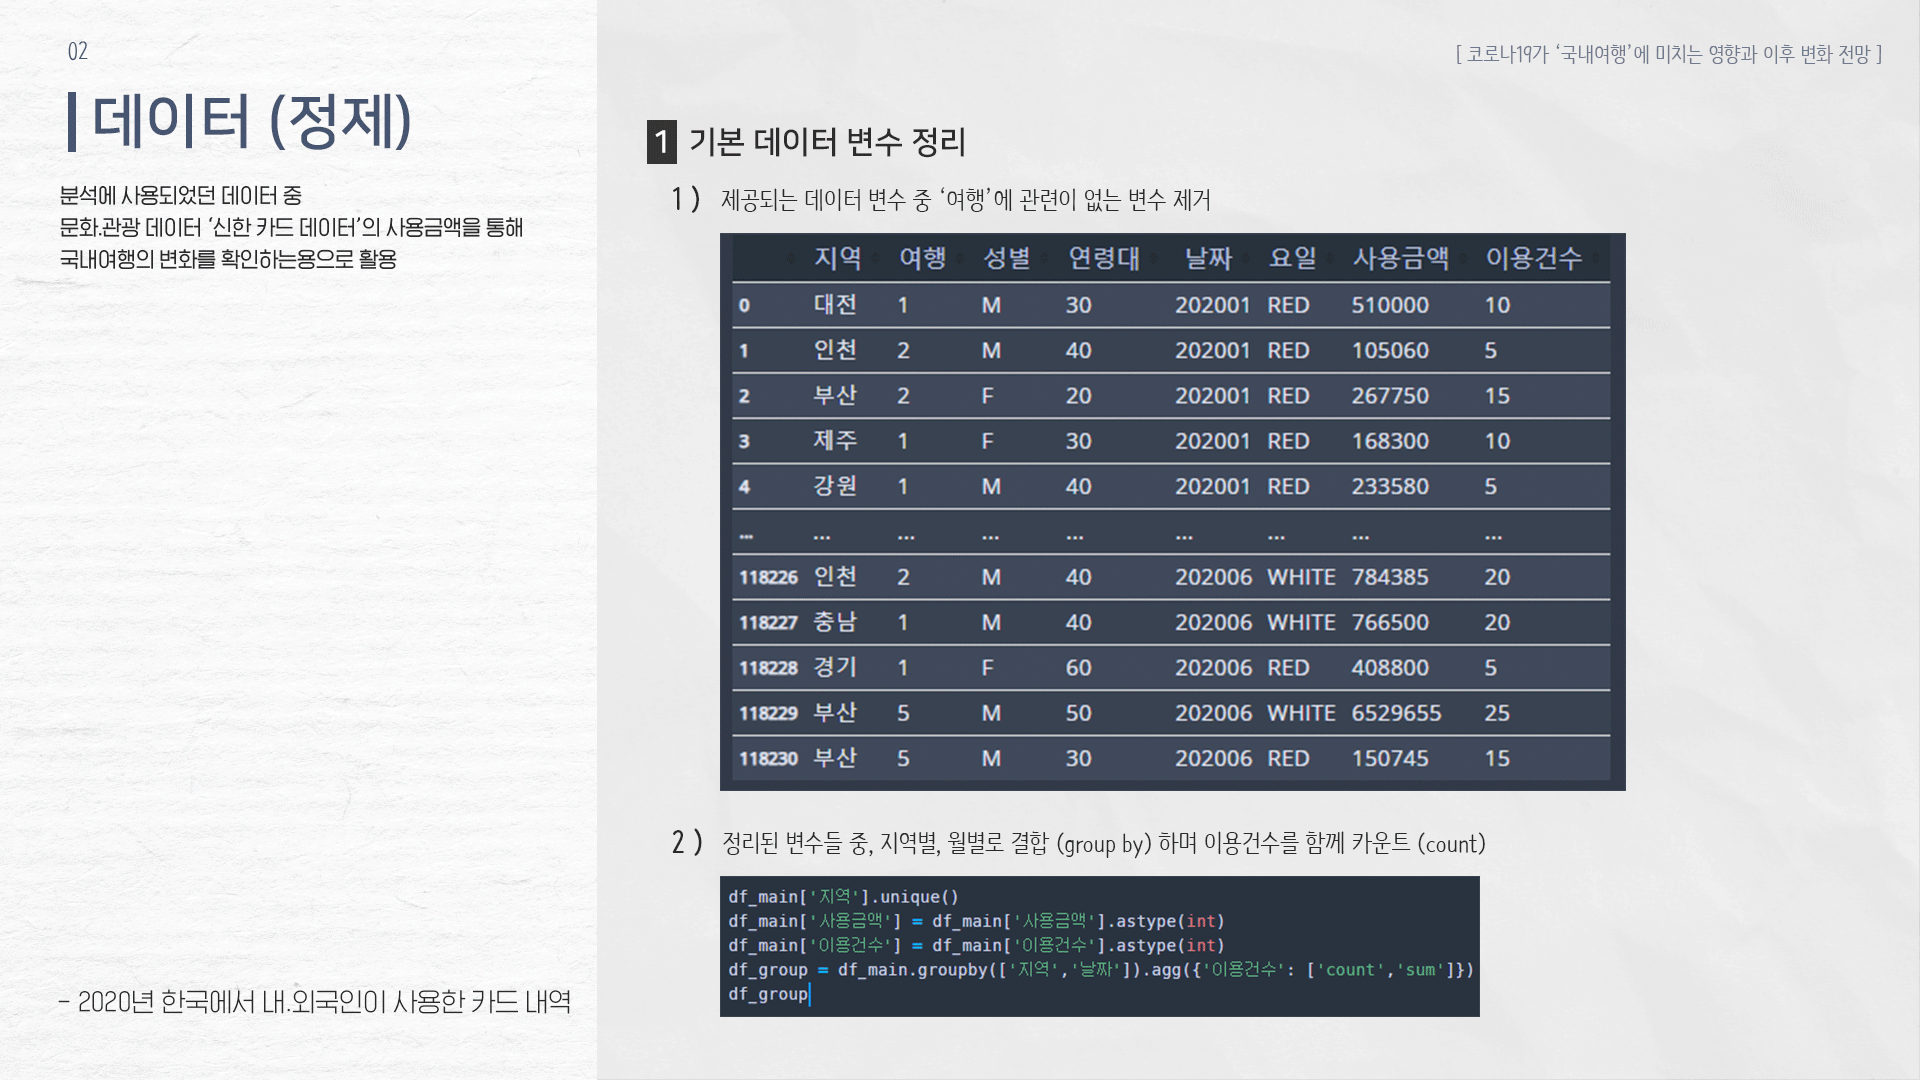 02
데이터 (정제)
분석에 사용되었던 데이터 중
문화.관광 데이터 ‘신한 카드 데이터’의 사용금액을 통해
국내여행의 변화를 확인하는용으로 활용
- 2020년 한국에서 내.외국인이 사용한 카드 내역
[ 코로나19가 ‘국내여행’에 미치는 영향과 이후 변화 전망 ]
1 기본 데이터 변수 정리
1 ) 제공되는 데이터 변수 중 ‘여행’에 관련이 없는 변수 제거
지역 여행 성별 연령대 날짜 요일 사용금액 이용건수
0 대전 1 M 30 202001 RED 510000 10
1 인천 2 M 40 202001 RED 105060 5
2 부산 2 F 20 202001 RED 267750 15
3 제주 1 F 30 202001 RED 168300 10
4 강원 1 M 40 202001 RED 233580 5
... ... ... ... ... ... ... ... ...
118226 인천 2 M 40 202006 WHITE 784385 20
118227 충남 1 M 40 202006 WHITE 766500 20
118228 경기 1 F 60 202006 RED 408800 5
118229 부산 5 M 50 202006 WHITE 6529655 25
118230 부산 5 M 30 202006 RED 150745 15
2 ) 정리된 변수들 중, 지역별, 월별로 결합 (group by) 하며 이용건수를 함께 카운트 (count)
df_main['지역'].unique()
df_main['사용금액'] = df_main['사용금액'].astype(int)
df_main['이용건수'] = df_main['이용건수'].astype(int)
df_group = df_main.groupby(['지역','날짜']).agg({'이용건수': ['count','sum']})
df_group